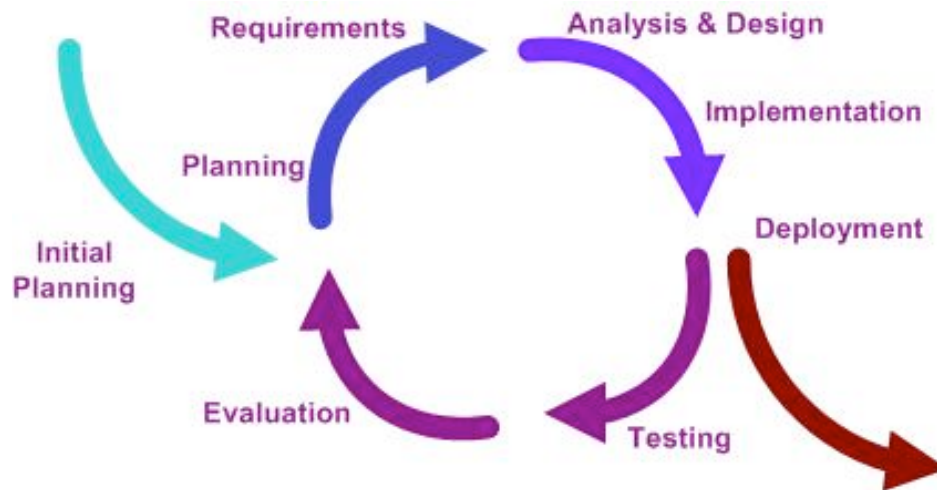 Requirements
Analysis & Design
Implementation
Planning
Deployment
Initial
Planning
Evaluation
Testing